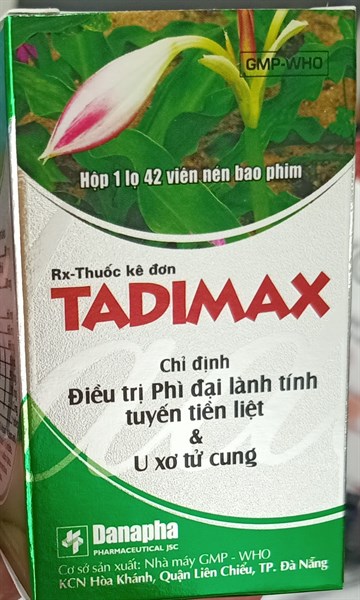 GMP-WHO
Hộp 1 lọ 42 viên nén bao phim
Rx-Thuốc kê đơn
TADIMAX
Chỉ định
Điều trị Phì đại lành tính
tuyến tiền liệt
&
U xơ tử cung
Danapha
PHARMACEUTICAL JSC
Cơ sở sản xuất: Nhà máy GMP - WHO
KCN Hòa Khánh, Quận Liên Chiểu, TP. Đà Nẵng